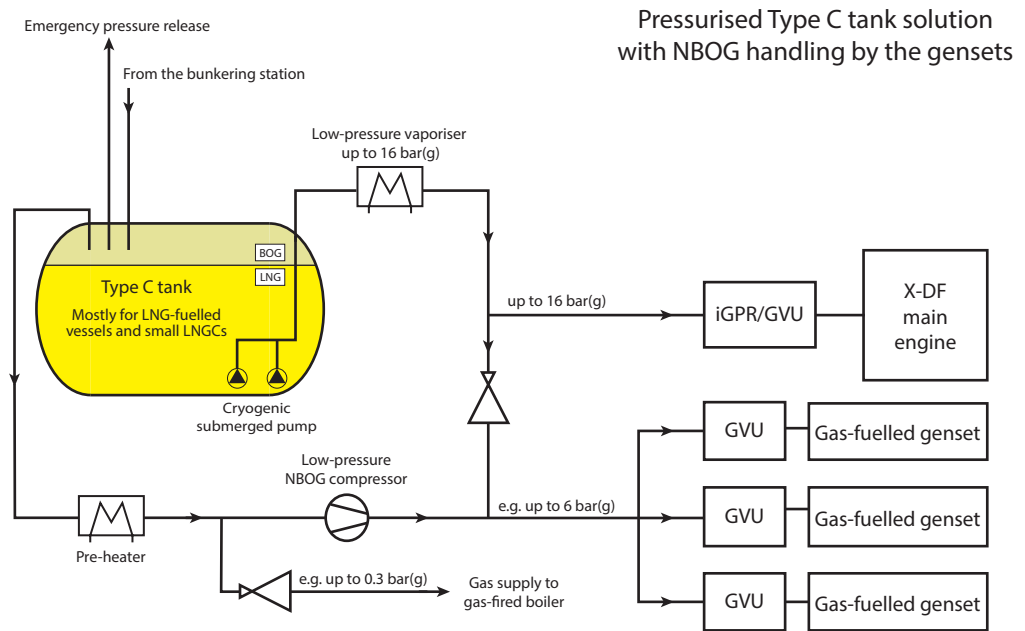 Pressurised Type C tank solution
with NBOG handling by the gensets
Emergency pressure release
From the bunkering station
Low-pressure vaporiser
up to 16 bar(g)
BOG
LNG
Type C tank
Mostly for LNG-fuelled
vessels and small LNGCs
Cryogenic
submerged pump
up to 16 bar(g)
iGPR/GVU
X-DF
main
engine
Low-pressure
NBOG compressor
Pre-heater
e.g. up to 6 bar(g)
GVU
Gas-fuelled genset
GVU
Gas-fuelled genset
GVU
Gas-fuelled genset
e.g. up to 0.3 bar(g)
Gas supply to
gas-fired boiler